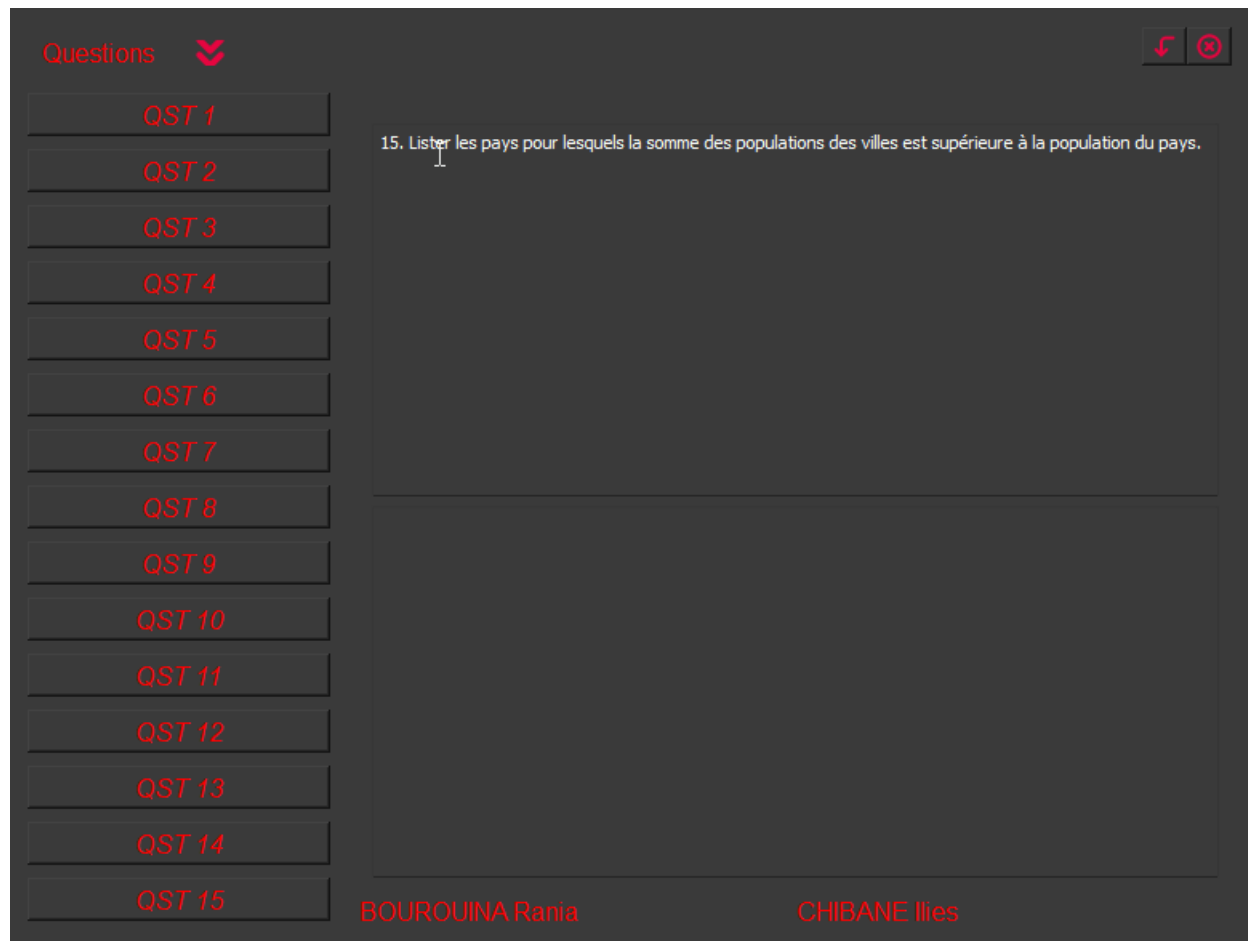 Questions
QST 1
QST 2
QST 3
QST 4
QST 5
QST 6
QST 7
QST 8
QST 9
QST 10
QST 11
QST 12
QST 13
QST 14
QST 15
15. Lister les pays pour lesquels la somme des populations des villes est supérieure à la population du pays.
BOUROUINA Rania
CHIBANE Ilies